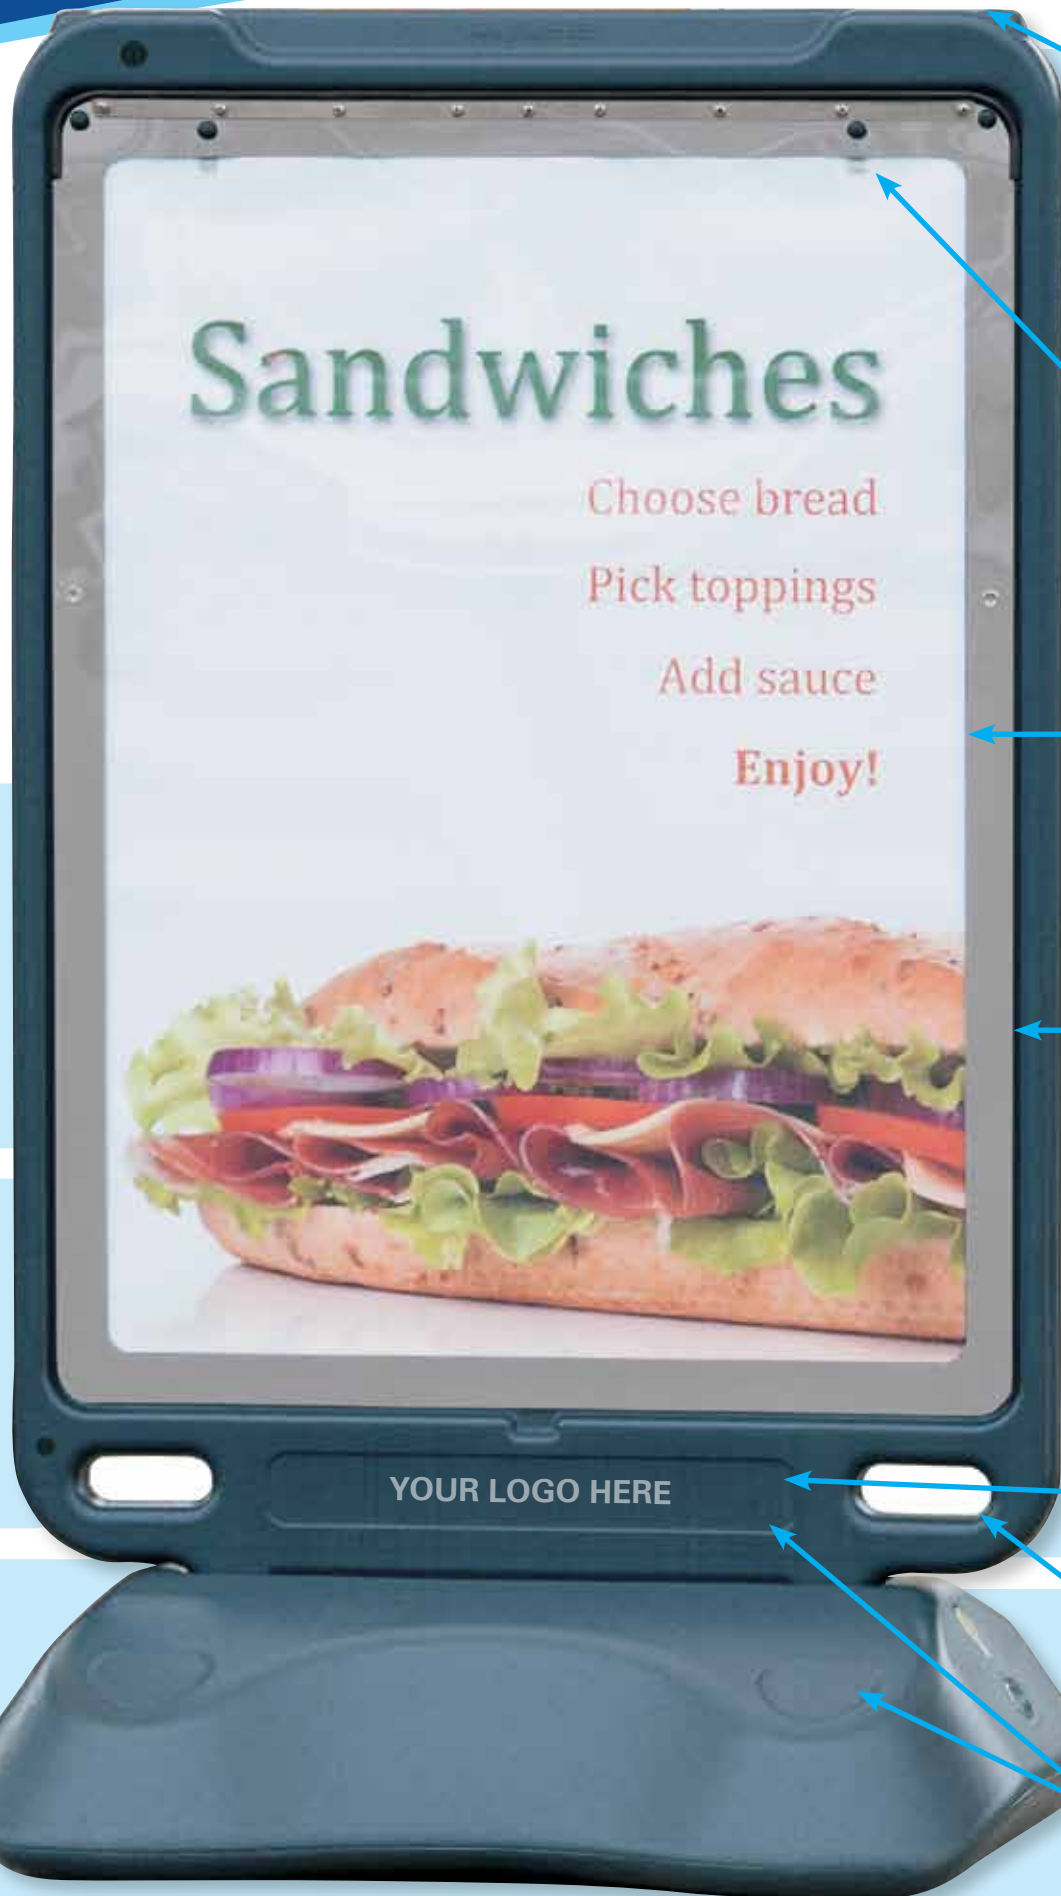 Sandwiches
Choose bread
Pick toppings
Add sauce
Enjoy!
YOUR LOGO HERE